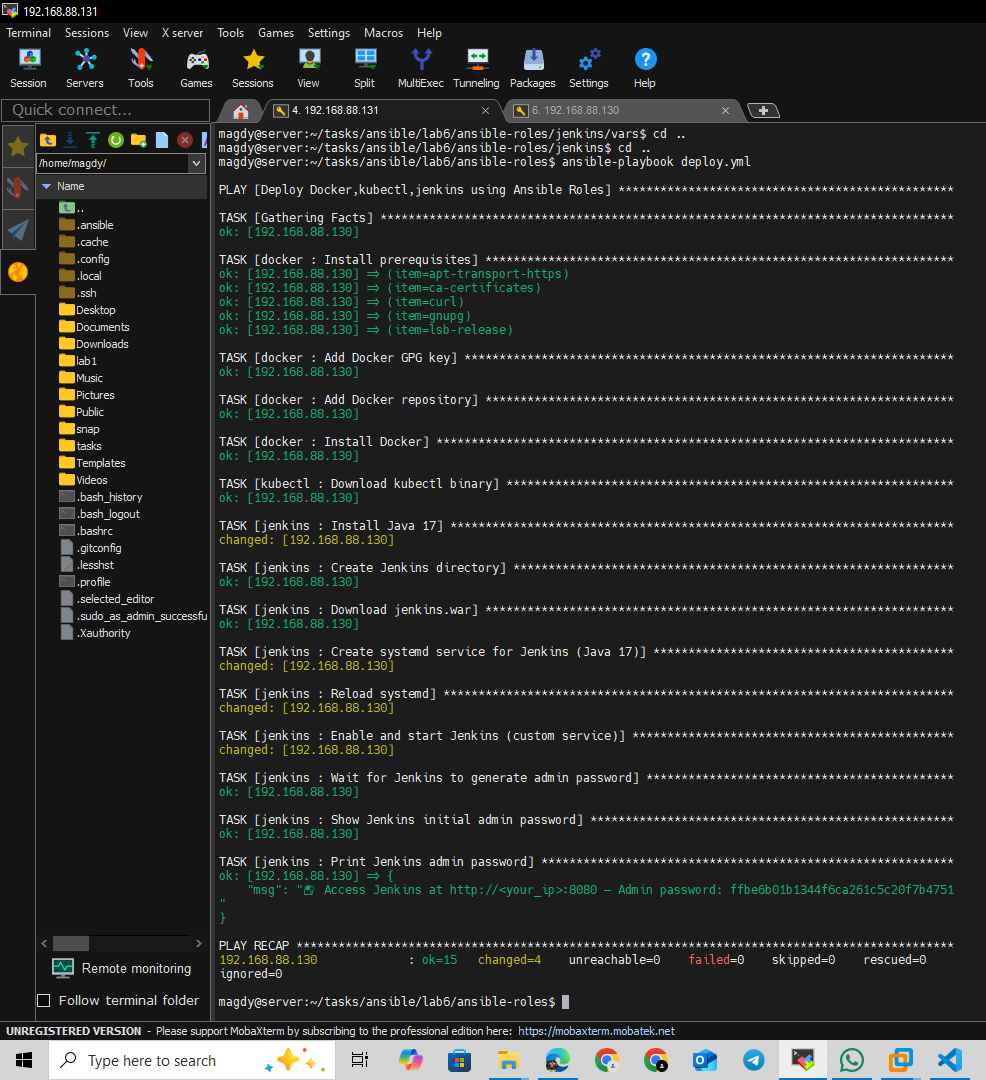 192.168.88.131
Terminal Sessions View X server Tools Games Settings Macros Help
Session Servers Tools Games Sessions View Split MultiExec Tunneling Packages Settings Help
Quick connect...
4. 192.168.88.131
6. 192.168.88.130
/home/magdy/
Name
..
.ansible
.cache
.config
.local
.ssh
Desktop
Documents
Downloads
lab1
Music
Pictures
Public
snap
tasks
Templates
Videos
.bash_history
.bash_logout
.bashrc
.gitconfig
.lesshst
.profile
.selected_editor
.sudo_as_admin_successfu
.Xauthority
Remote monitoring
Follow terminal folder
magdy@server:~/tasks/ansible/lab6/ansible-roles/jenkins/vars$ cd ..
magdy@server:~/tasks/ansible/lab6/ansible-roles/jenkins$ cd ..
magdy@server:~/tasks/ansible/lab6/ansible-roles$ ansible-playbook deploy.yml
PLAY [Deploy Docker,kubectl,jenkins using Ansible Roles] ************************************************
TASK [Gathering Facts] **********************************************************************************
ok: [192.168.88.130]
TASK [docker : Install prerequisites] *******************************************************************
ok: [192.168.88.130] => (item=apt-transport-https)
ok: [192.168.88.130] => (item=ca-certificates)
ok: [192.168.88.130] => (item=curl)
ok: [192.168.88.130] => (item=gnupg)
ok: [192.168.88.130] => (item=lsb-release)
TASK [docker : Add Docker GPG key] **********************************************************************
ok: [192.168.88.130]
TASK [docker : Add Docker repository] *******************************************************************
ok: [192.168.88.130]
TASK [docker : Install Docker] **************************************************************************
ok: [192.168.88.130]
TASK [kubectl : Download kubectl binary] ****************************************************************
ok: [192.168.88.130]
TASK [jenkins : Install Java 17] ************************************************************************
changed: [192.168.88.130]
TASK [jenkins : Create Jenkins directory] ***************************************************************
ok: [192.168.88.130]
TASK [jenkins : Download jenkins.war] *******************************************************************
ok: [192.168.88.130]
TASK [jenkins : Create systemd service for Jenkins (Java 17)] *******************************************
changed: [192.168.88.130]
TASK [jenkins : Reload systemd] *************************************************************************
changed: [192.168.88.130]
TASK [jenkins : Enable and start Jenkins (custom service)] **********************************************
changed: [192.168.88.130]
TASK [jenkins : Wait for Jenkins to generate admin password] ********************************************
ok: [192.168.88.130]
TASK [jenkins : Show Jenkins initial admin password] ****************************************************
ok: [192.168.88.130]
TASK [jenkins : Print Jenkins admin password] ***********************************************************
ok: [192.168.88.130] => {
"msg": "🔐 Access Jenkins at http://<your_ip>:8080 – Admin password: ffbe6b01b1344f6ca261c5c20f7b4751
"
}
PLAY RECAP **********************************************************************************************
192.168.88.130 : ok=15 changed=4 unreachable=0 failed=0 skipped=0 rescued=0
ignored=0
magdy@server:~/tasks/ansible/lab6/ansible-roles$
UNREGISTERED VERSION - Please support MobaXterm by subscribing to the professional edition here: https://mobaxterm.mobatek.net
Type here to search